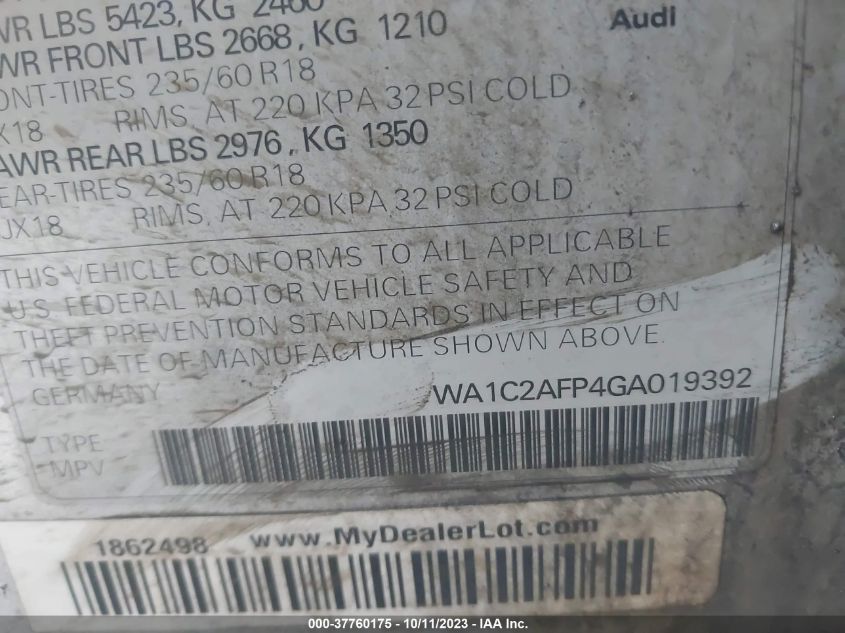 WR LBS 5423, KG 2460
WR FRONT LBS 2668, KG 1210
Audi
ONT-TIRES 235/60 R18
X18 RIMS, AT 220 KPA 32 PSI COLD
AWR REAR LBS 2976, KG 1350
EAR-TIRES 235/60 R18
JX18 RIMS, AT 220 KPA 32 PSI COLD
THIS VEHICLE CONFORMS TO ALL APPLICABLE
U.S. FEDERAL MOTOR VEHICLE SAFETY AND
THEFT PREVENTION STANDARDS IN EFFECT ON
THE DATE OF MANUFACTURE SHOWN ABOVE.
GERMANY WA1C2AFP4GA019392
TYPE
MPV
1862498 www.MyDealerLot.com
000-37760175 - 10/11/2023 - IAA Inc.